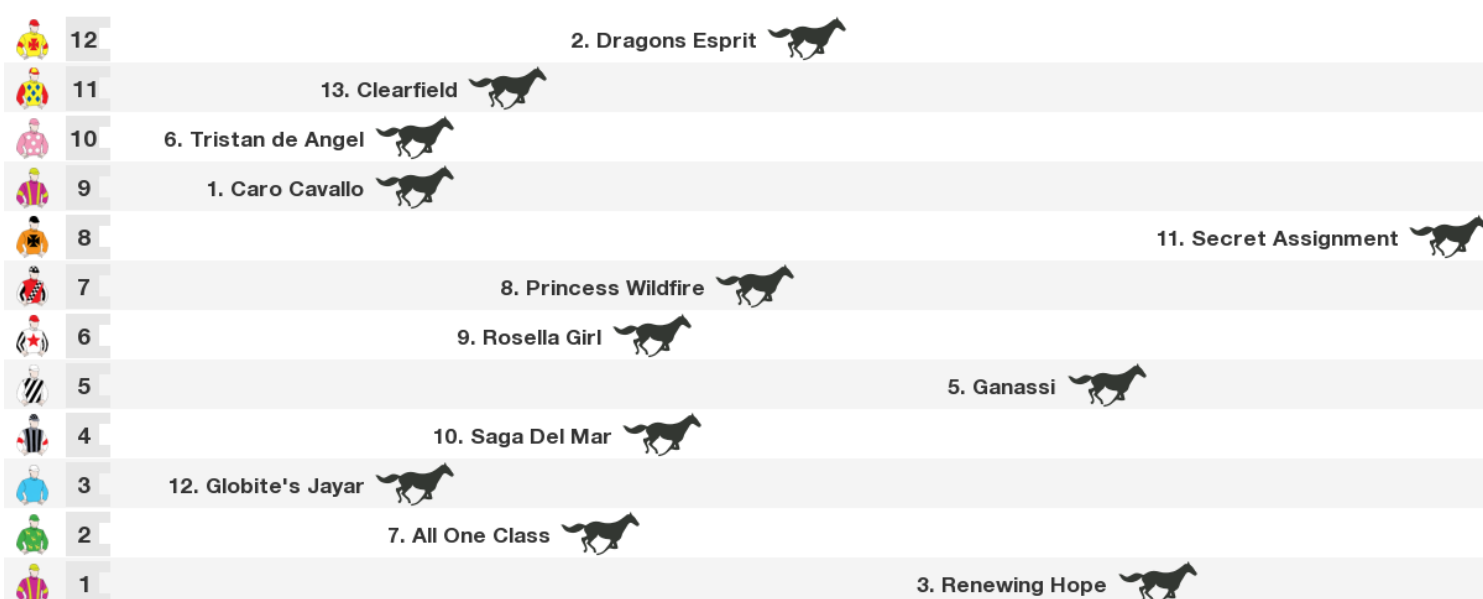 12 2. Dragons Esprit
11 13. Clearfield
10 6. Tristan de Angel
9 1. Caro Cavallo
8 11. Secret Assignment
7 8. Princess Wildfire
6 9. Rosella Girl
5 5. Ganassi
4 10. Saga Del Mar
3 12. Globite's Jayar
2 7. All One Class
1 3. Renewing Hope